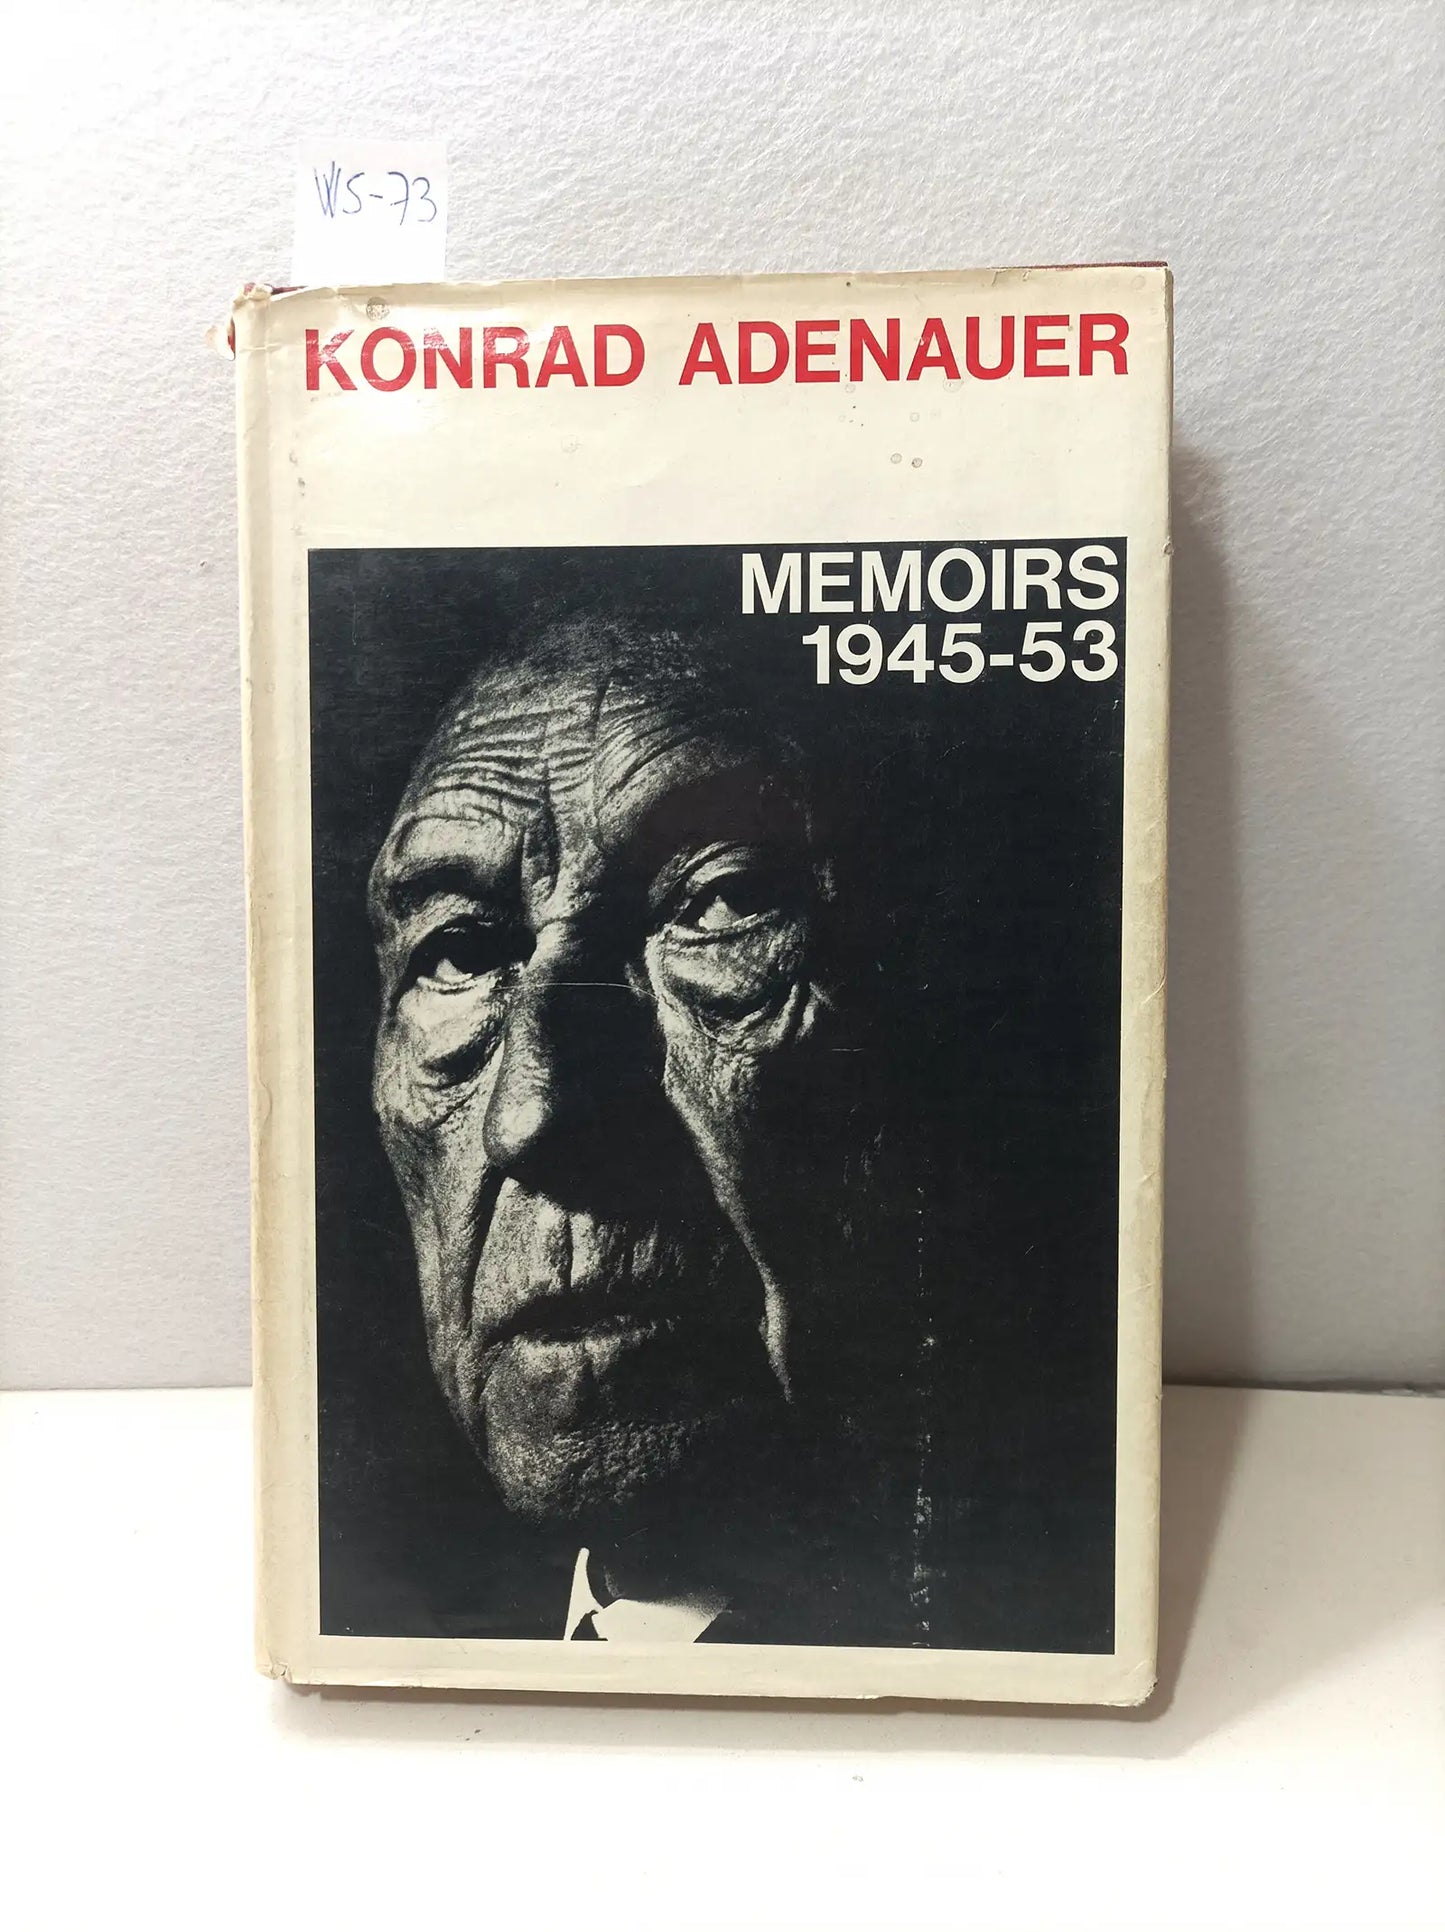 WS-73
KONRAD ADENAUER
MEMOIRS
1945-53